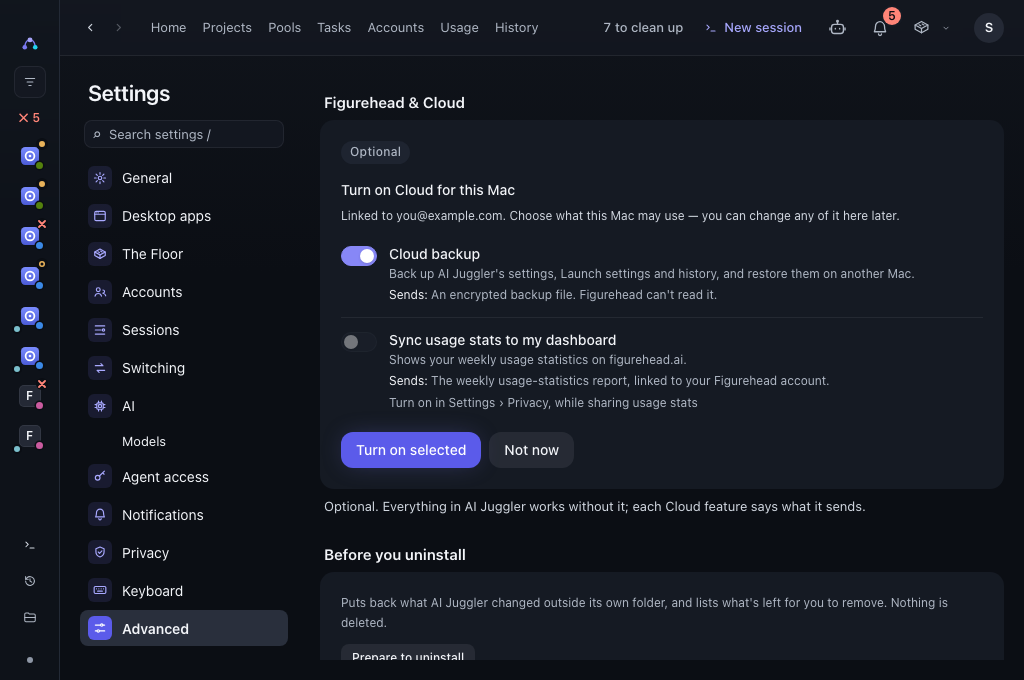 Home Projects Pools Tasks Accounts Usage History 7 to clean up New session 5 S
5
F
F
Settings
Search settings /
General
Desktop apps
The Floor
Accounts
Sessions
Switching
AI
Models
Agent access
Notifications
Privacy
Keyboard
Advanced
Figurehead & Cloud
Optional
Turn on Cloud for this Mac
Linked to you@example.com. Choose what this Mac may use — you can change any of it here later.
Cloud backup
Back up AI Juggler's settings, Launch settings and history, and restore them on another Mac.
Sends: An encrypted backup file. Figurehead can't read it.
Sync usage stats to my dashboard
Shows your weekly usage statistics on figurehead.ai.
Sends: The weekly usage-statistics report, linked to your Figurehead account.
Turn on in Settings › Privacy, while sharing usage stats
Turn on selected Not now
Optional. Everything in AI Juggler works without it; each Cloud feature says what it sends.
Before you uninstall
Puts back what AI Juggler changed outside its own folder, and lists what's left for you to remove. Nothing is
deleted.
Prepare to uninstall